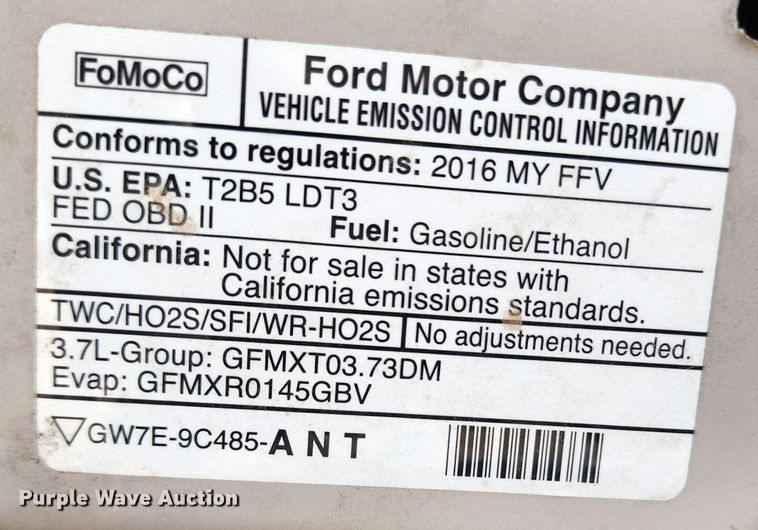 FoMoCo
Ford Motor Company
VEHICLE EMISSION CONTROL INFORMATION
Conforms to regulations: 2016 MY FFV
U.S. EPA: T2B5 LDT3
FED OBD II
Fuel: Gasoline/Ethanol
California: Not for sale in states with
California emissions standards.
TWC/HO2S/SFI/WR-HO2S
No adjustments needed.
3.7L-Group: GFMXT03.73DM
Evap: GFMXR0145GBV
GW7E-9C485-A N T
Purple Wave Auction